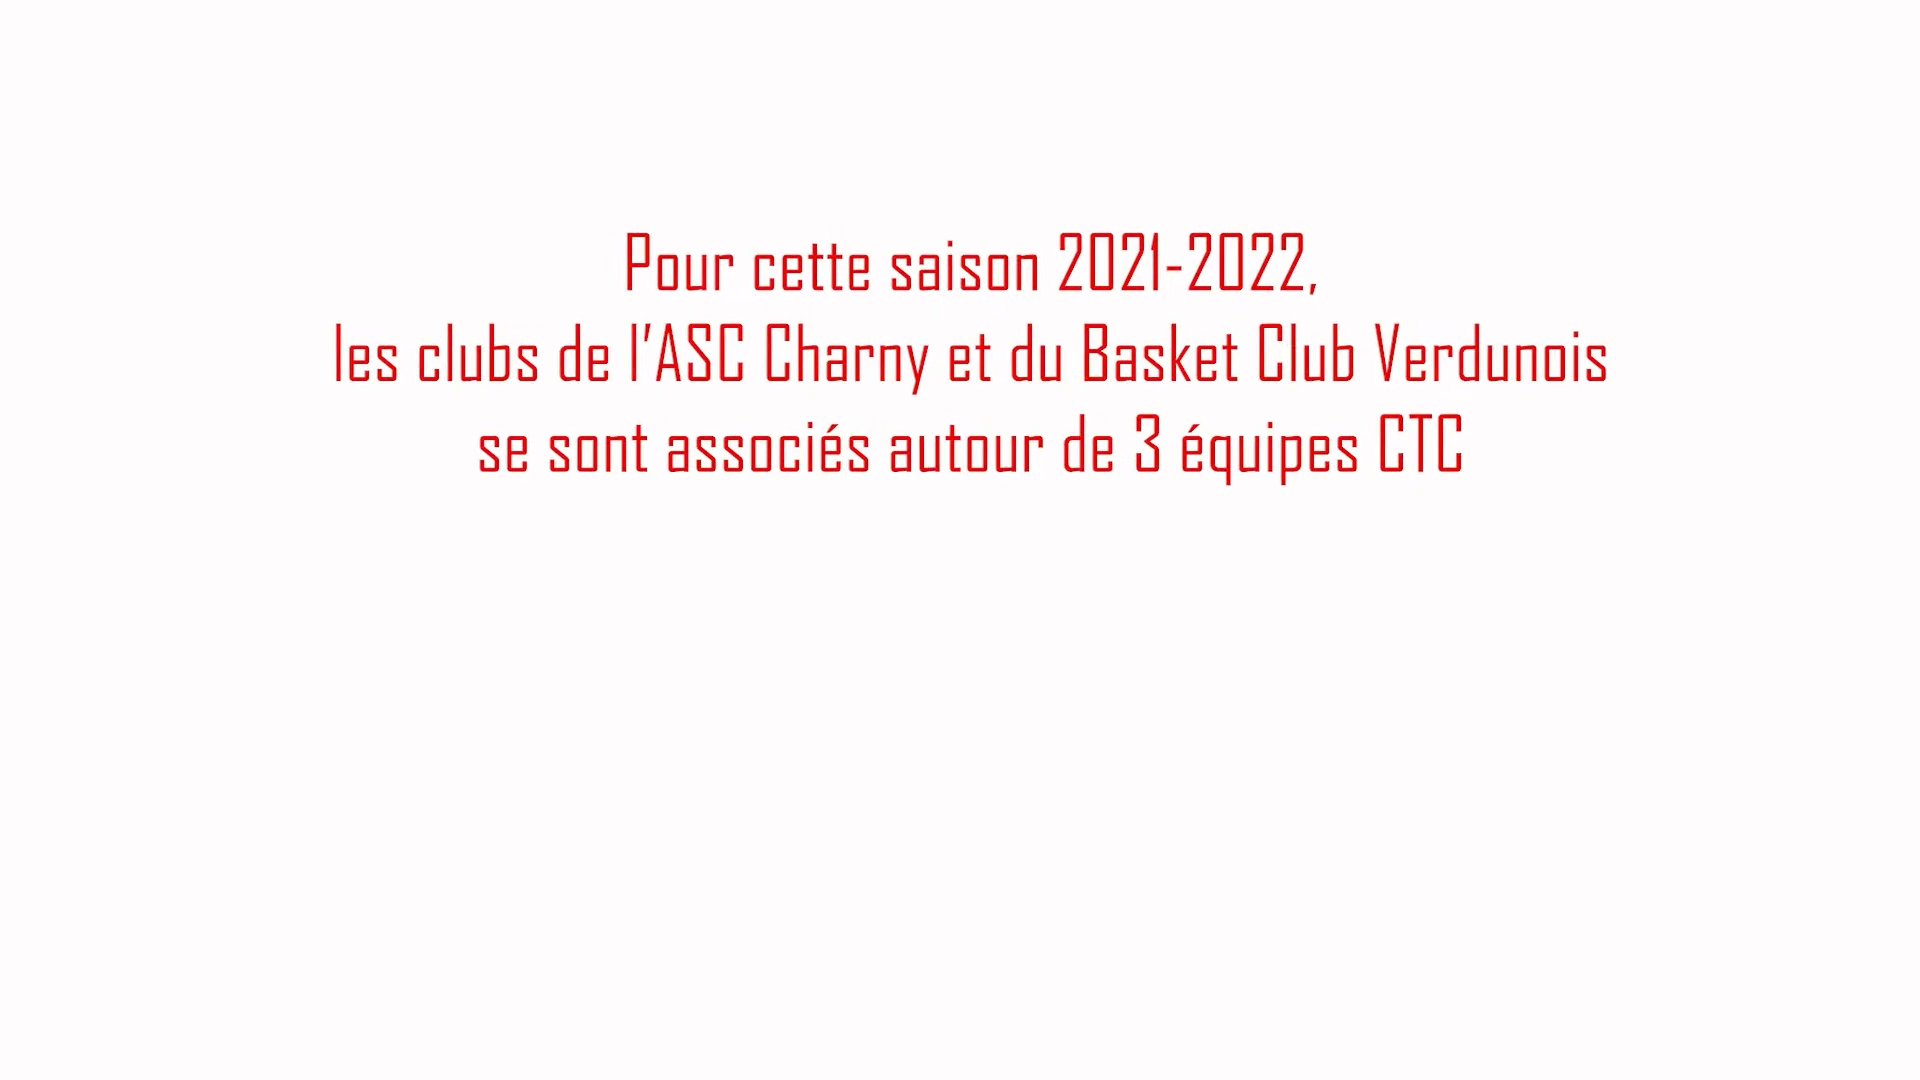 Pour cette saison 2021-2022,
les clubs de l'ASC Charny et du Basket Club Verdunois
se sont associés autour de 3 équipes CTC